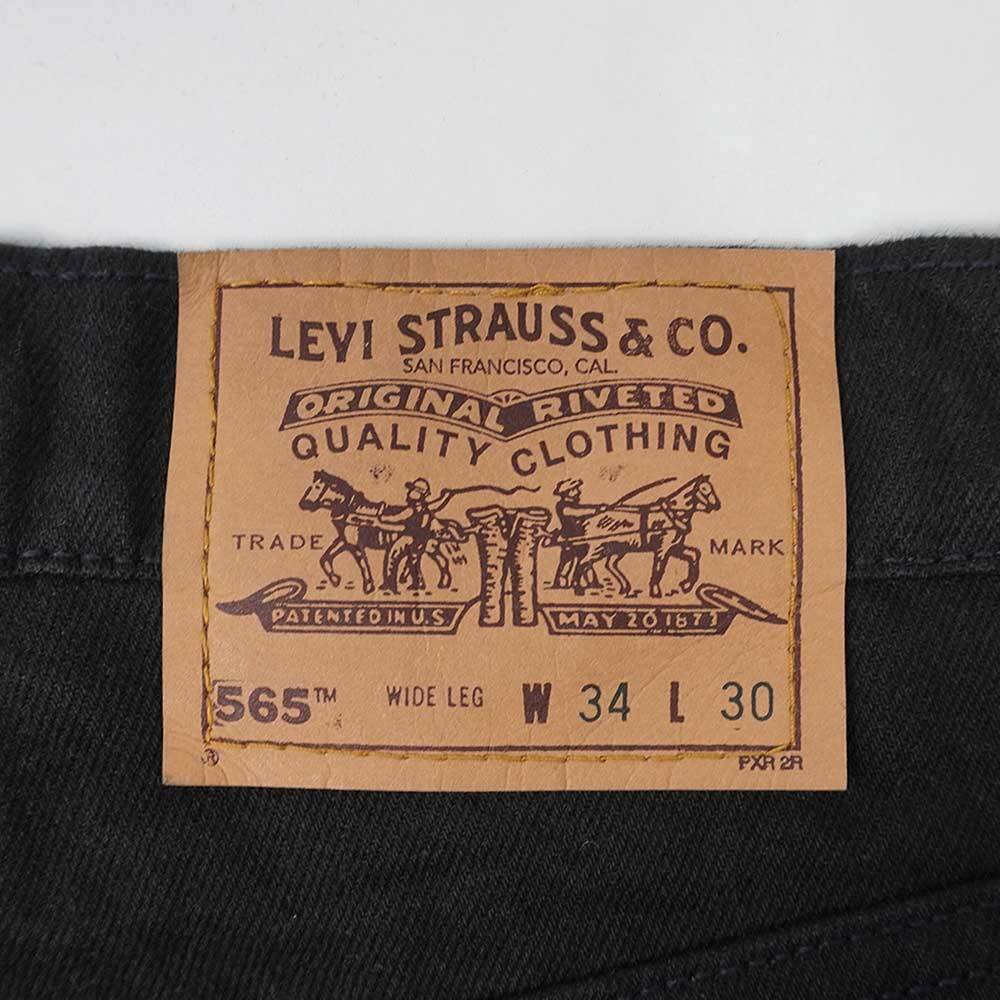 LEVI STRAUSS & CO.
SAN FRANCISCO, CAL.
ORIGINAL RIVETED
QUALITY CLOTHING
TRADE MARK
PATENTED IN U.S MAY 20 1873
565™ WIDE LEG W 34 L 30
® PXR 2R